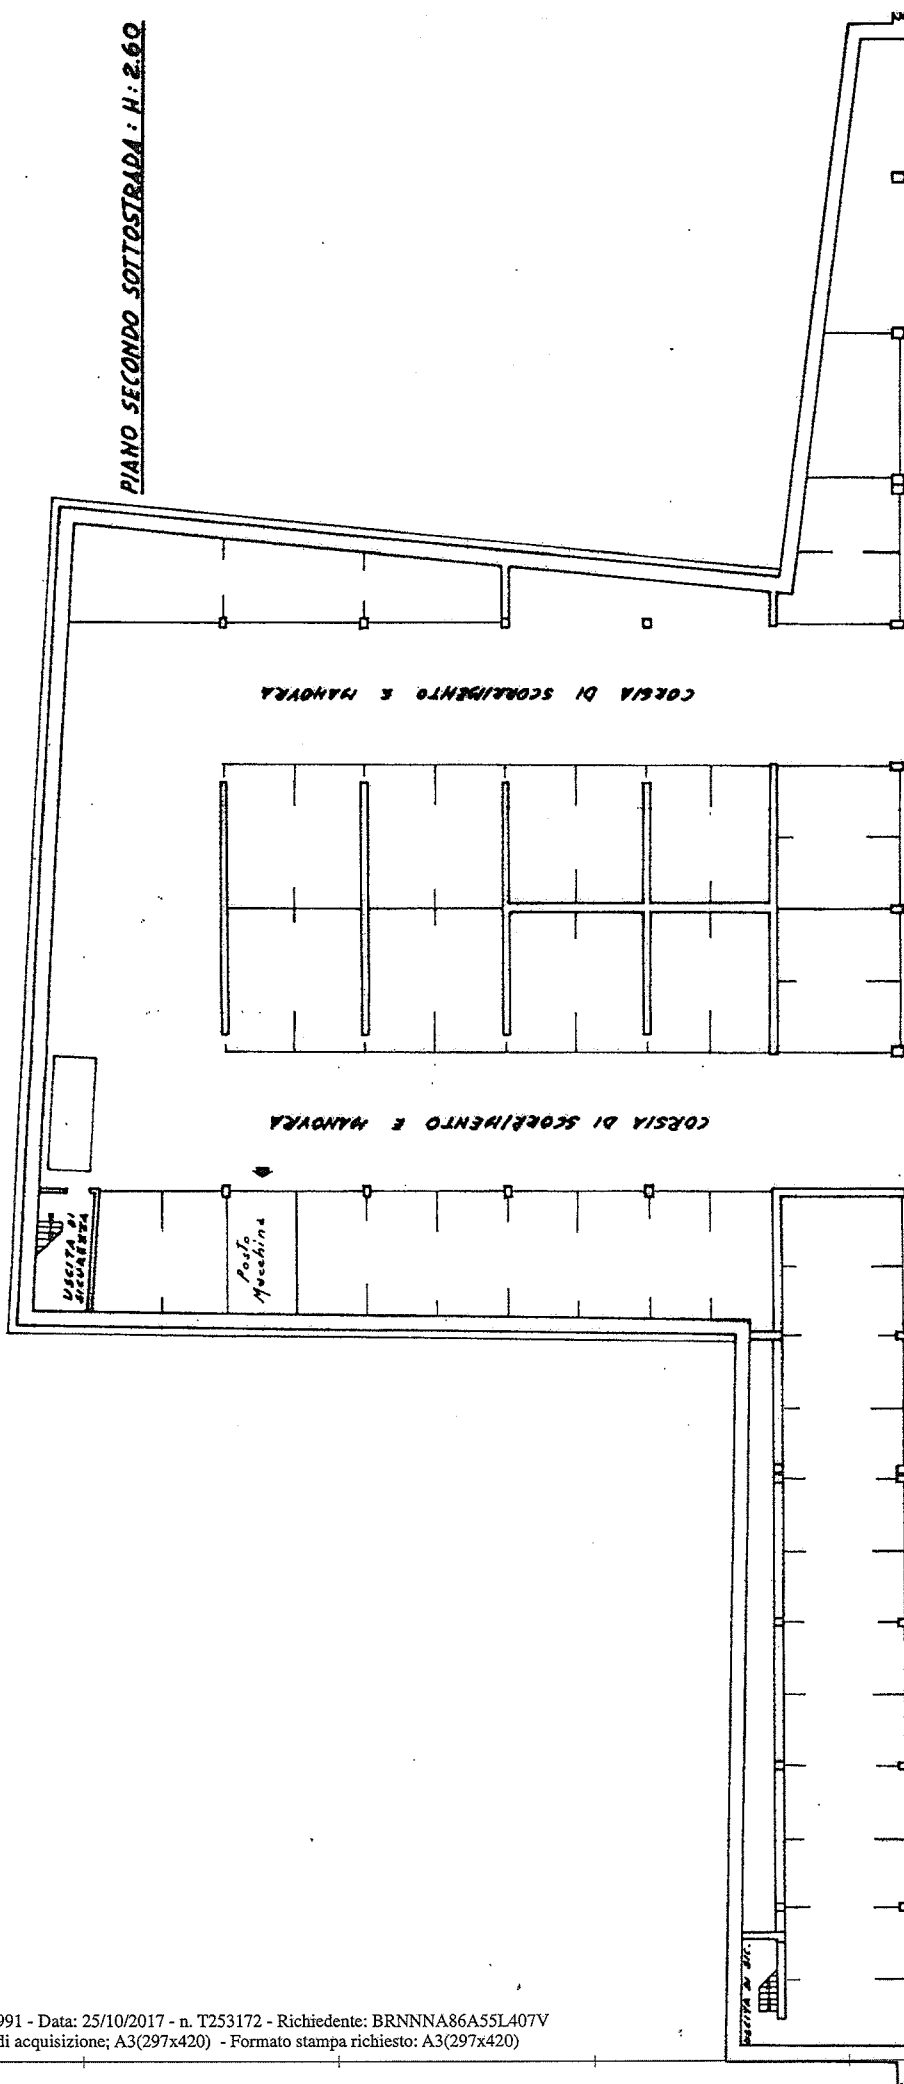 PIANO SECONDO SOTTOSTRADA : H: 2.60
CORSIA DI SCORRIMENTO E MANOVRA
CORSIA DI SCORRIMENTO E MANOVRA
USCITA DI
SICUREZZA
Posto
Macchina
USCITA DI SIC.
991 - Data: 25/10/2017 - n. T253172 - Richiedente: BRNNNA86A55L407V
di acquisizione; A3(297x420) - Formato stampa richiesto: A3(297x420)